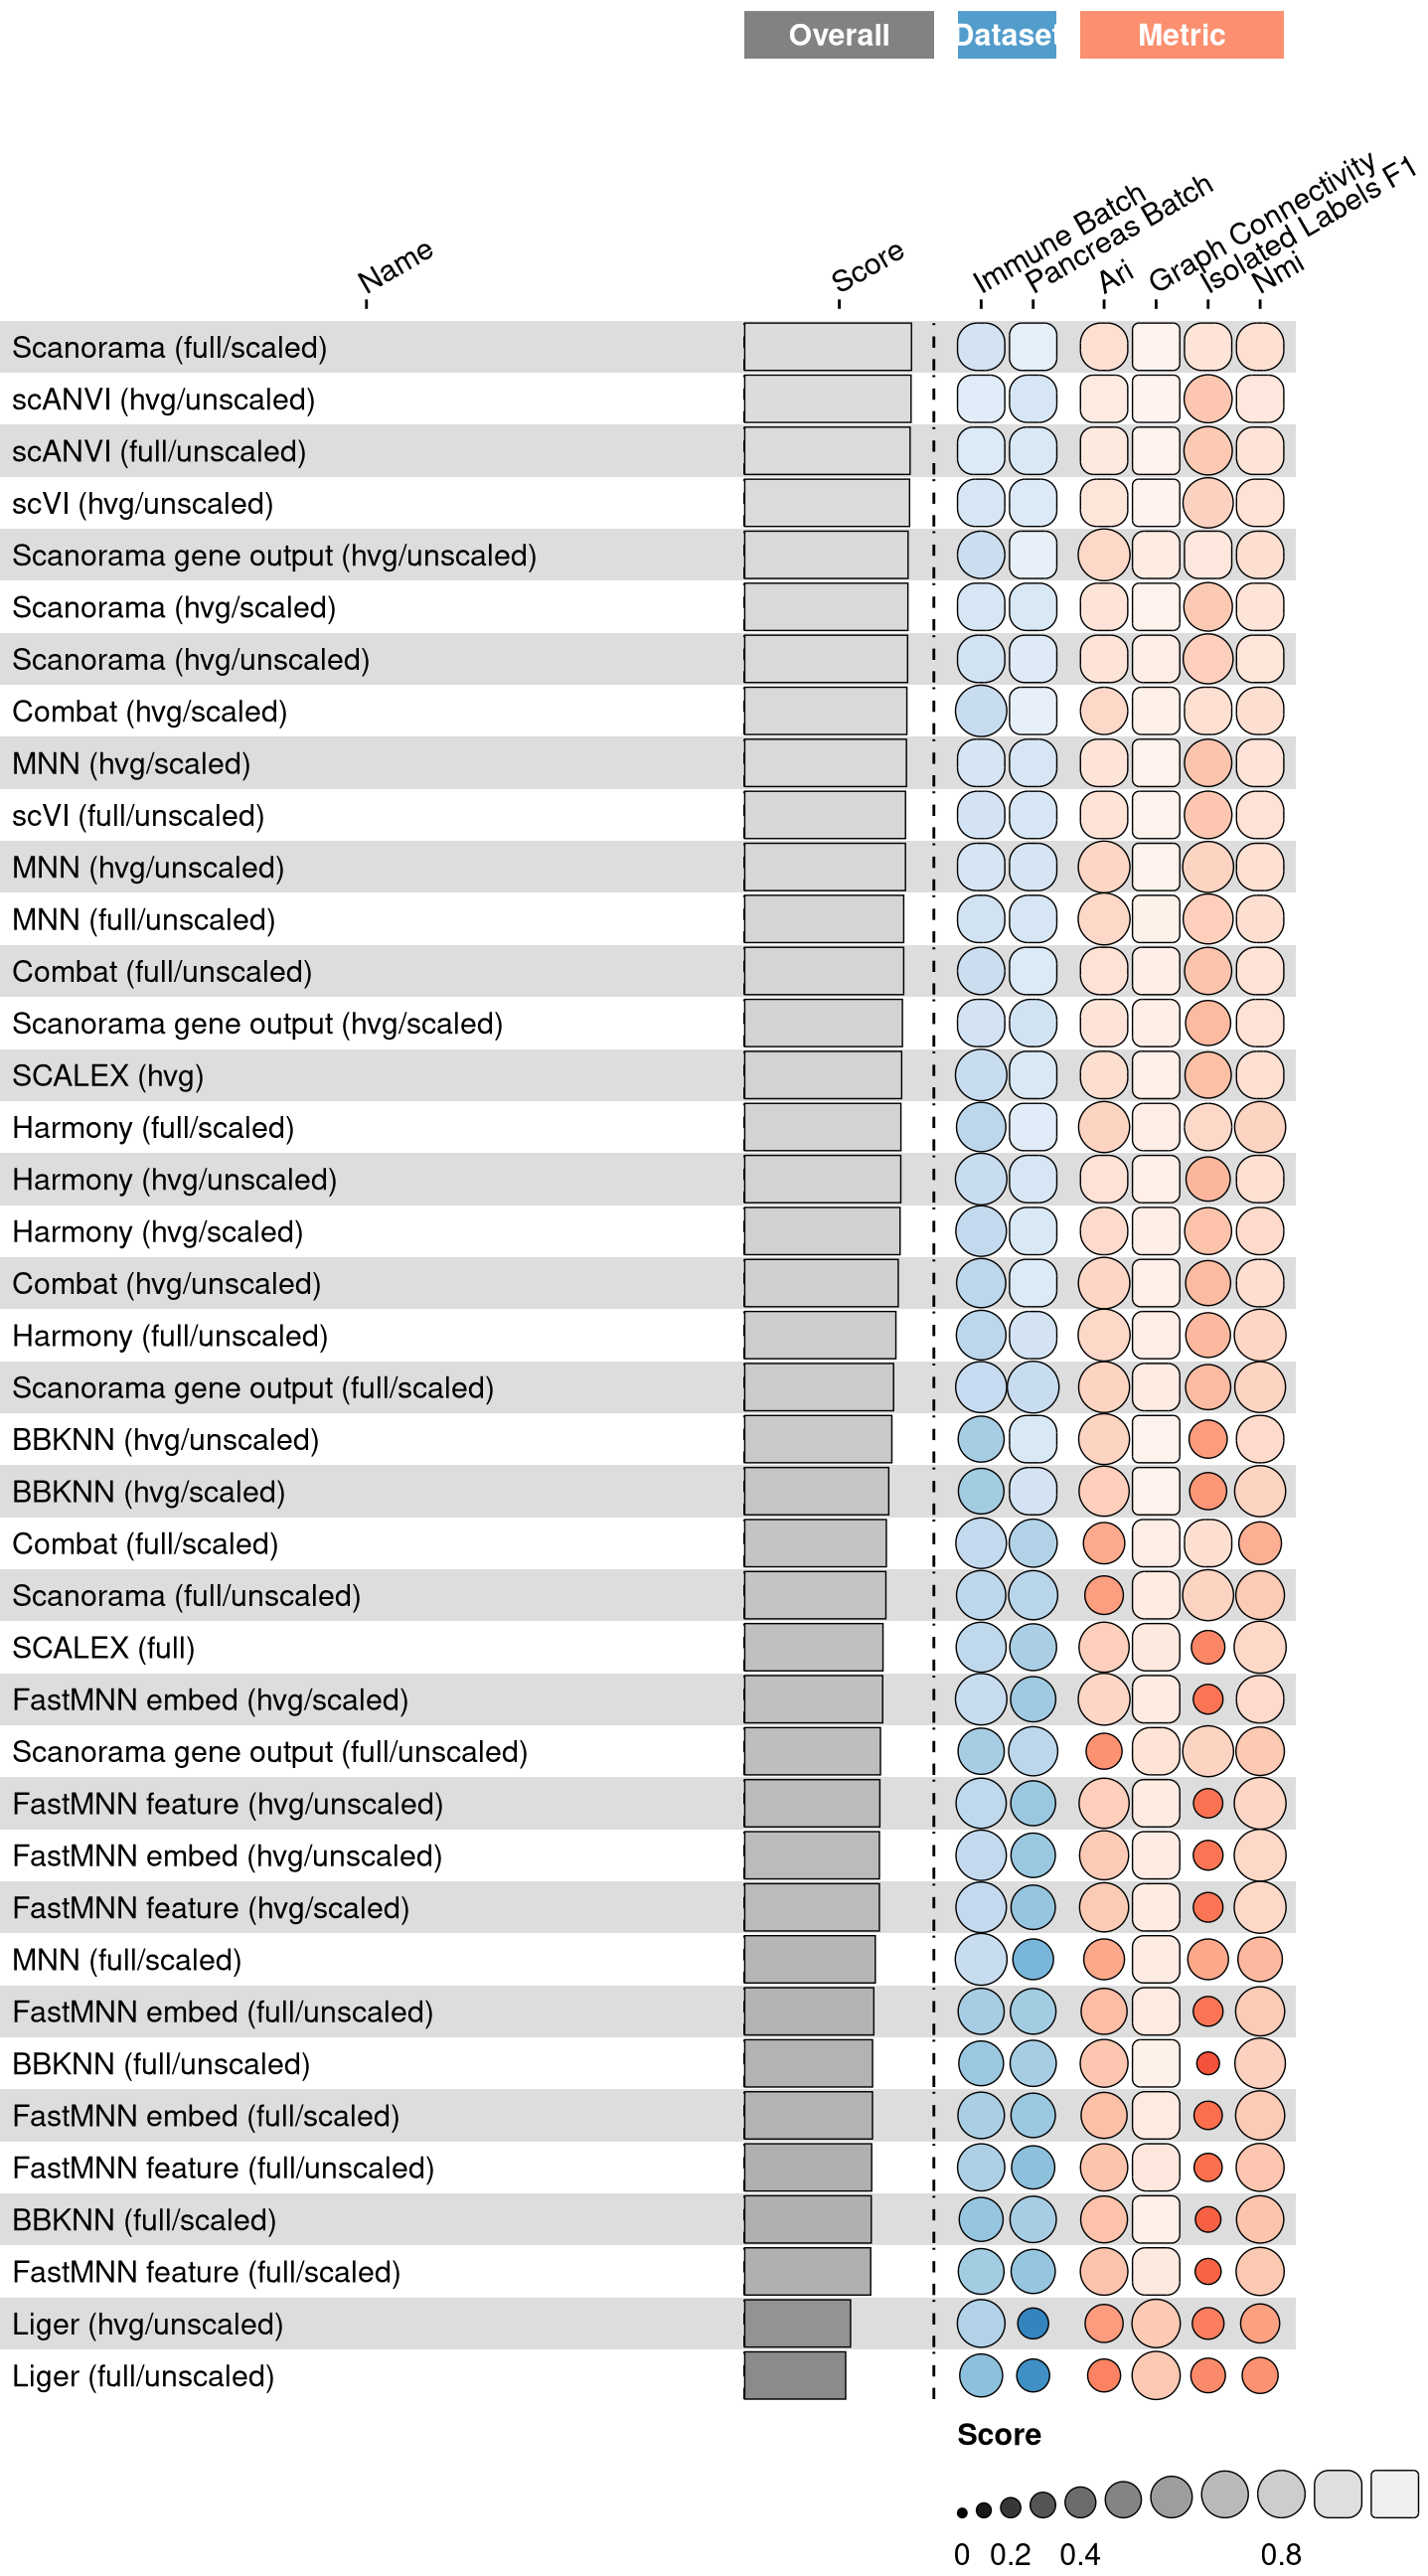 Overall
Dataset
Metric
Name
Score
Immune Batch
Pancreas Batch
Ari
Graph Connectivity
Isolated Labels F1
Nmi
Scanorama (full/scaled)
scANVI (hvg/unscaled)
scANVI (full/unscaled)
scVI (hvg/unscaled)
Scanorama gene output (hvg/unscaled)
Scanorama (hvg/scaled)
Scanorama (hvg/unscaled)
Combat (hvg/scaled)
MNN (hvg/scaled)
scVI (full/unscaled)
MNN (hvg/unscaled)
MNN (full/unscaled)
Combat (full/unscaled)
Scanorama gene output (hvg/scaled)
SCALEX (hvg)
Harmony (full/scaled)
Harmony (hvg/unscaled)
Harmony (hvg/scaled)
Combat (hvg/unscaled)
Harmony (full/unscaled)
Scanorama gene output (full/scaled)
BBKNN (hvg/unscaled)
BBKNN (hvg/scaled)
Combat (full/scaled)
Scanorama (full/unscaled)
SCALEX (full)
FastMNN embed (hvg/scaled)
Scanorama gene output (full/unscaled)
FastMNN feature (hvg/unscaled)
FastMNN embed (hvg/unscaled)
FastMNN feature (hvg/scaled)
MNN (full/scaled)
FastMNN embed (full/unscaled)
BBKNN (full/unscaled)
FastMNN embed (full/scaled)
FastMNN feature (full/unscaled)
BBKNN (full/scaled)
FastMNN feature (full/scaled)
Liger (hvg/unscaled)
Liger (full/unscaled)
Score
0 0.2 0.4 0.8